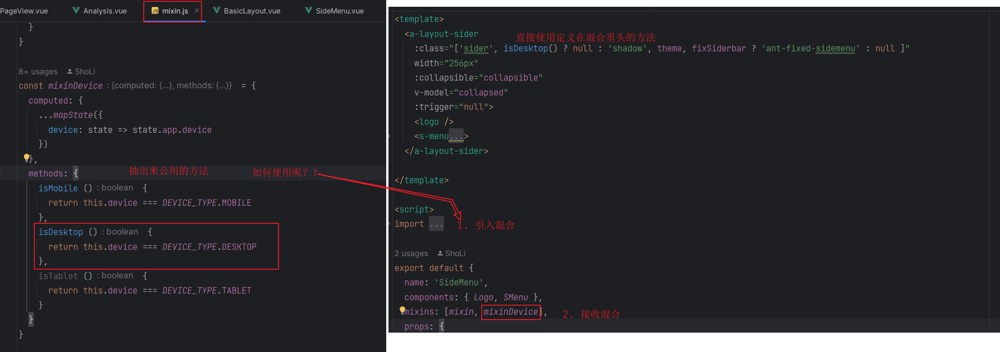 PageView.vue
Analysis.vue
mixin.js
BasicLayout.vue
SideMenu.vue
}
}
8+ usages ShoLi
const mixinDevice : {computed: {...}, methods: {...}} = {
computed: {
...mapState({
device: state => state.app.device
})
},
methods: { 抽出来公用的方法 如何使用呢？？
isMobile () : boolean {
return this.device === DEVICE_TYPE.MOBILE
},
isDesktop () : boolean {
return this.device === DEVICE_TYPE.DESKTOP
},
isTablet () : boolean {
return this.device === DEVICE_TYPE.TABLET
}
}
}
<template>
<a-layout-sider
直接使用定义在混合里头的方法
:class="['sider', isDesktop() ? null : 'shadow', theme, fixSiderbar ? 'ant-fixed-sidemenu' : null ]"
width="256px"
:collapsible="collapsible"
v-model="collapsed"
:trigger="null">
<logo />
<s-menu...>
</a-layout-sider>
</template>
<script>
import ... 1. 引入混合
2 usages ShoLi
export default {
name: 'SideMenu',
components: { Logo, SMenu },
mixins: [mixin, mixinDevice], 2. 接收混合
props: {